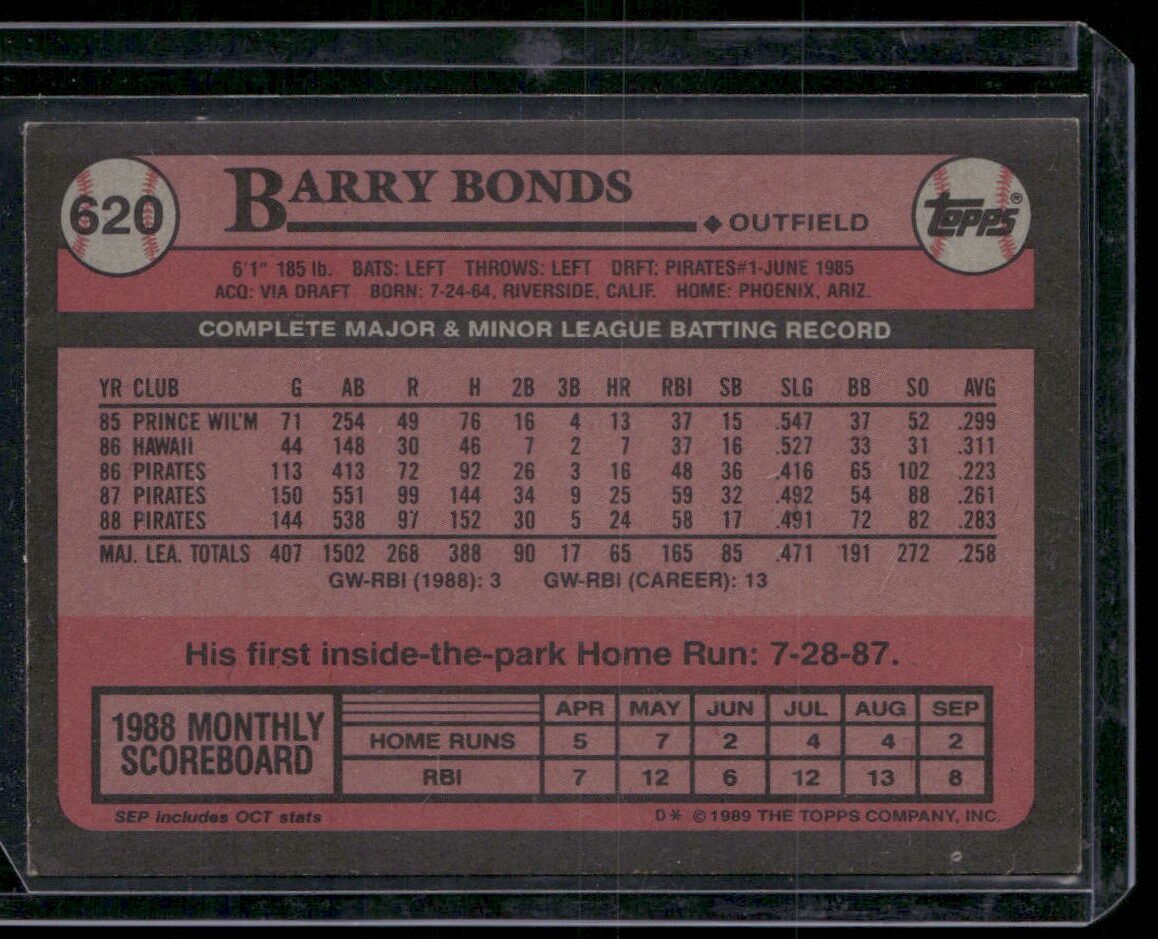 620
BARRY BONDS
◆ OUTFIELD
TOPPS®
6'1" 185 lb. BATS: LEFT THROWS: LEFT DRFT: PIRATES#1-JUNE 1985
ACQ: VIA DRAFT BORN: 7-24-64, RIVERSIDE, CALIF. HOME: PHOENIX, ARIZ.
COMPLETE MAJOR & MINOR LEAGUE BATTING RECORD
YR CLUB G AB R H 2B 3B HR RBI SB SLG BB SO AVG
85 PRINCE WIL'M 71 254 49 76 16 4 13 37 15 .547 37 52 .299
86 HAWAII 44 148 30 46 7 2 7 37 16 .527 33 31 .311
86 PIRATES 113 413 72 92 26 3 16 48 36 .416 65 102 .223
87 PIRATES 150 551 99 144 34 9 25 59 32 .492 54 88 .261
88 PIRATES 144 538 97 152 30 5 24 58 17 .491 72 82 .283
MAJ. LEA. TOTALS 407 1502 268 388 90 17 65 165 85 .471 191 272 .258
GW-RBI (1988): 3 GW-RBI (CAREER): 13
His first inside-the-park Home Run: 7-28-87.
1988 MONTHLY
SCOREBOARD
APR MAY JUN JUL AUG SEP
HOME RUNS 5 7 2 4 4 2
RBI 7 12 6 12 13 8
SEP includes OCT stats
D* © 1989 THE TOPPS COMPANY, INC.